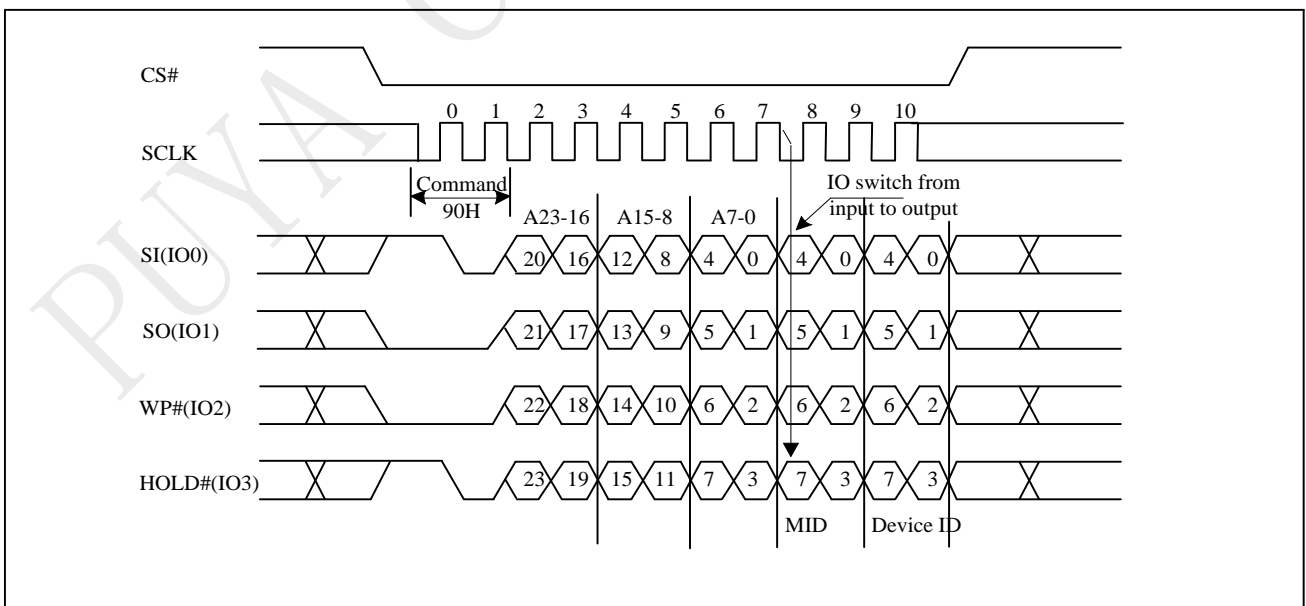 CS#
0 1 2 3 4 5 6 7 8 9 10
SCLK
Command
90H
IO switch from
input to output
A23-16 A15-8 A7-0
SI(IO0) 20 16 12 8 4 0 4 0 4 0
SO(IO1) 21 17 13 9 5 1 5 1 5 1
WP#(IO2) 22 18 14 10 6 2 6 2 6 2
HOLD#(IO3) 23 19 15 11 7 3 7 3 7 3
MID Device ID
PUYA